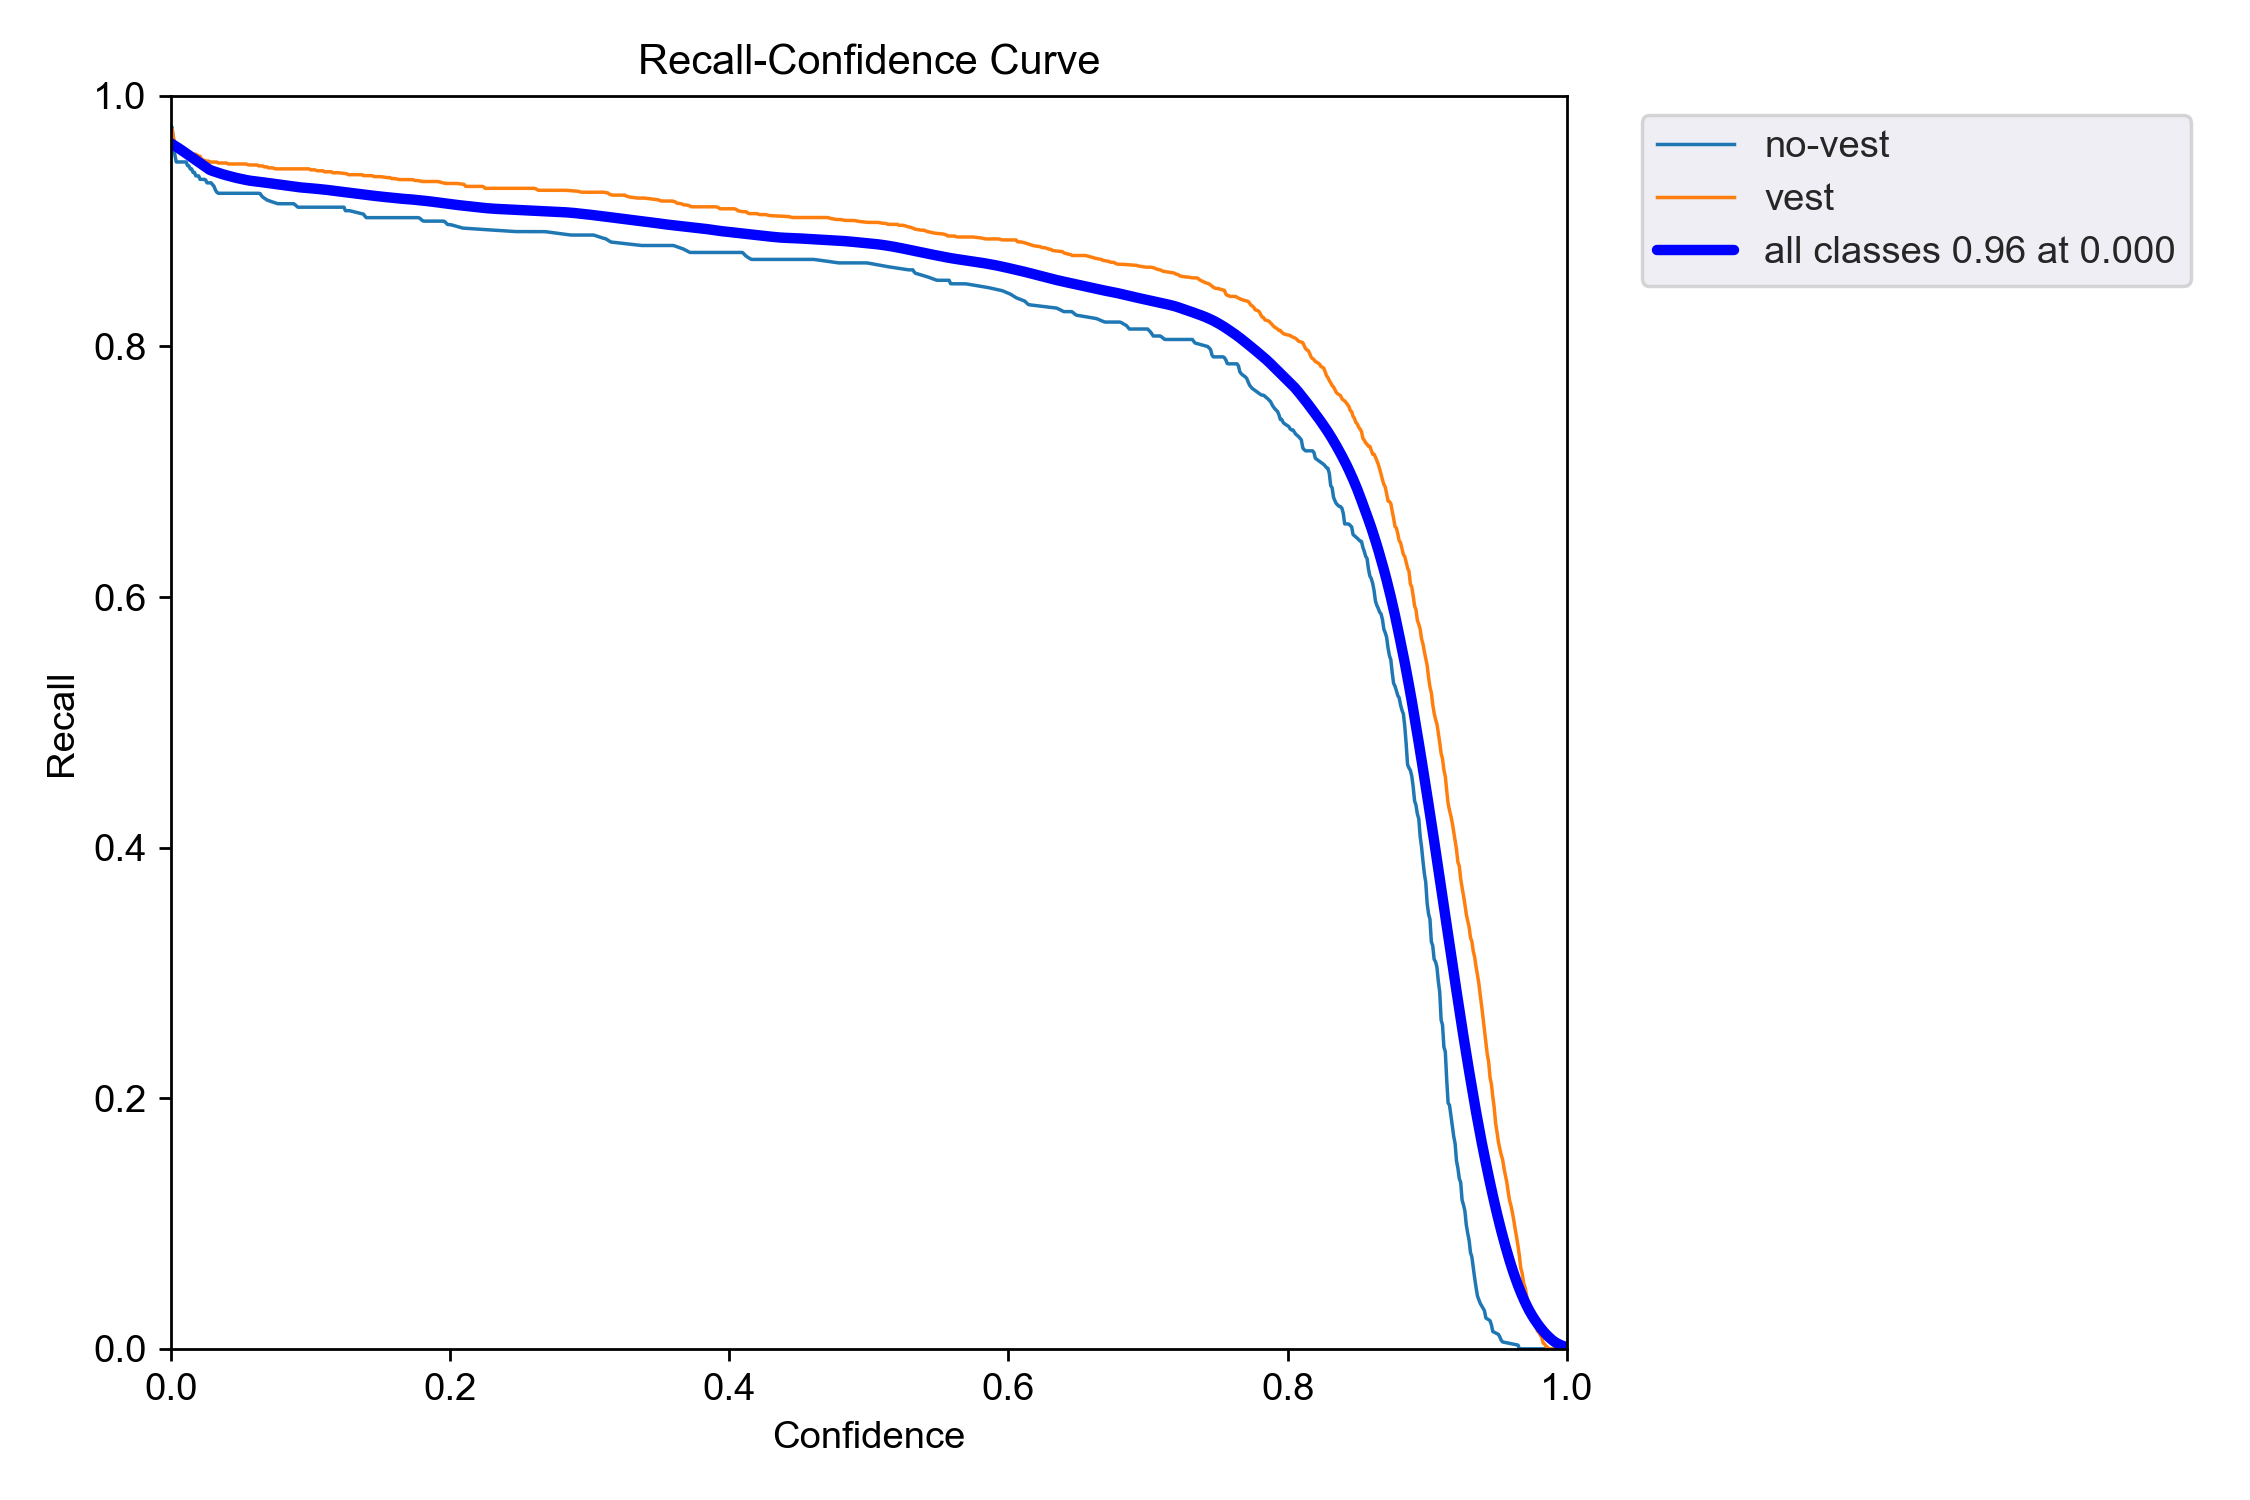 Recall-Confidence Curve
1.0
0.8
0.6
0.4
0.2
0.0
Recall
0.0 0.2 0.4 0.6 0.8 1.0
Confidence
no-vest
vest
all classes 0.96 at 0.000